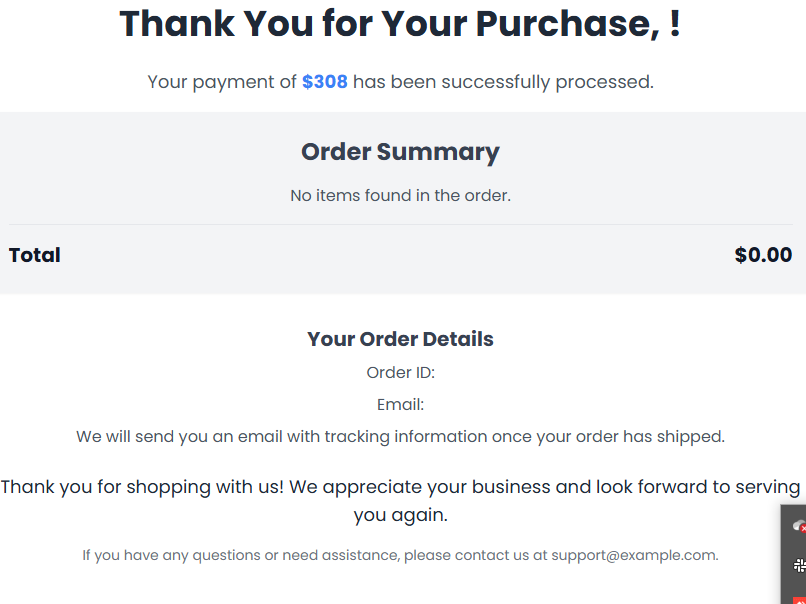 Thank You for Your Purchase, !
Your payment of $308 has been successfully processed.
Order Summary
No items found in the order.
Total $0.00
Your Order Details
Order ID:
Email:
We will send you an email with tracking information once your order has shipped.
Thank you for shopping with us! We appreciate your business and look forward to serving
you again.
If you have any questions or need assistance, please contact us at support@example.com.